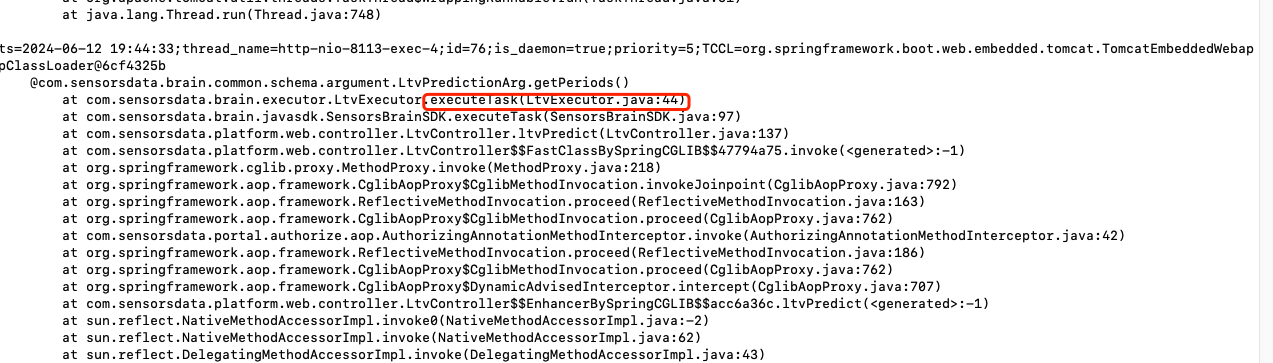 at java.lang.Thread.run(Thread.java:748)
ts=2024-06-12 19:44:33;thread_name=http-nio-8113-exec-4;id=76;is_daemon=true;priority=5;TCCL=org.springframework.boot.web.embedded.tomcat.TomcatEmbeddedWebap
pClassLoader@6cf4325b
@com.sensorsdata.brain.common.schema.argument.LtvPredictionArg.getPeriods()
at com.sensorsdata.brain.executor.LtvExecutor.executeTask(LtvExecutor.java:44)
at com.sensorsdata.brain.javasdk.SensorsBrainSDK.executeTask(SensorsBrainSDK.java:97)
at com.sensorsdata.platform.web.controller.LtvController.ltvPredict(LtvController.java:137)
at com.sensorsdata.platform.web.controller.LtvController$$FastClassBySpringCGLIB$$47794a75.invoke(<generated>:-1)
at org.springframework.cglib.proxy.MethodProxy.invoke(MethodProxy.java:218)
at org.springframework.aop.framework.CglibAopProxy$CglibMethodInvocation.invokeJoinpoint(CglibAopProxy.java:792)
at org.springframework.aop.framework.ReflectiveMethodInvocation.proceed(ReflectiveMethodInvocation.java:163)
at org.springframework.aop.framework.CglibAopProxy$CglibMethodInvocation.proceed(CglibAopProxy.java:762)
at com.sensorsdata.portal.authorize.aop.AuthorizingAnnotationMethodInterceptor.invoke(AuthorizingAnnotationMethodInterceptor.java:42)
at org.springframework.aop.framework.ReflectiveMethodInvocation.proceed(ReflectiveMethodInvocation.java:186)
at org.springframework.aop.framework.CglibAopProxy$CglibMethodInvocation.proceed(CglibAopProxy.java:762)
at org.springframework.aop.framework.CglibAopProxy$DynamicAdvisedInterceptor.intercept(CglibAopProxy.java:707)
at com.sensorsdata.platform.web.controller.LtvController$$EnhancerBySpringCGLIB$$acc6a36c.ltvPredict(<generated>:-1)
at sun.reflect.NativeMethodAccessorImpl.invoke0(NativeMethodAccessorImpl.java:-2)
at sun.reflect.NativeMethodAccessorImpl.invoke(NativeMethodAccessorImpl.java:62)
at sun.reflect.DelegatingMethodAccessorImpl.invoke(DelegatingMethodAccessorImpl.java:43)